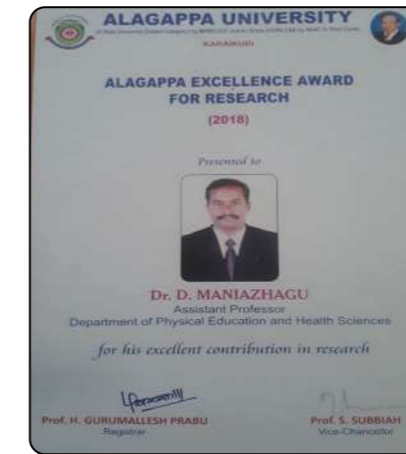 ALAGAPPA UNIVERSITY
KARAIKUDI
ALAGAPPA EXCELLENCE AWARD
FOR RESEARCH
(2018)
Presented to
Dr. D. MANIAZHAGU
Assistant Professor
Department of Physical Education and Health Sciences
for his excellent contribution in research
Prof. H. GURUMALLESH PRABU
Registrar
Prof. S. SUBBIAH
Vice-Chancellor